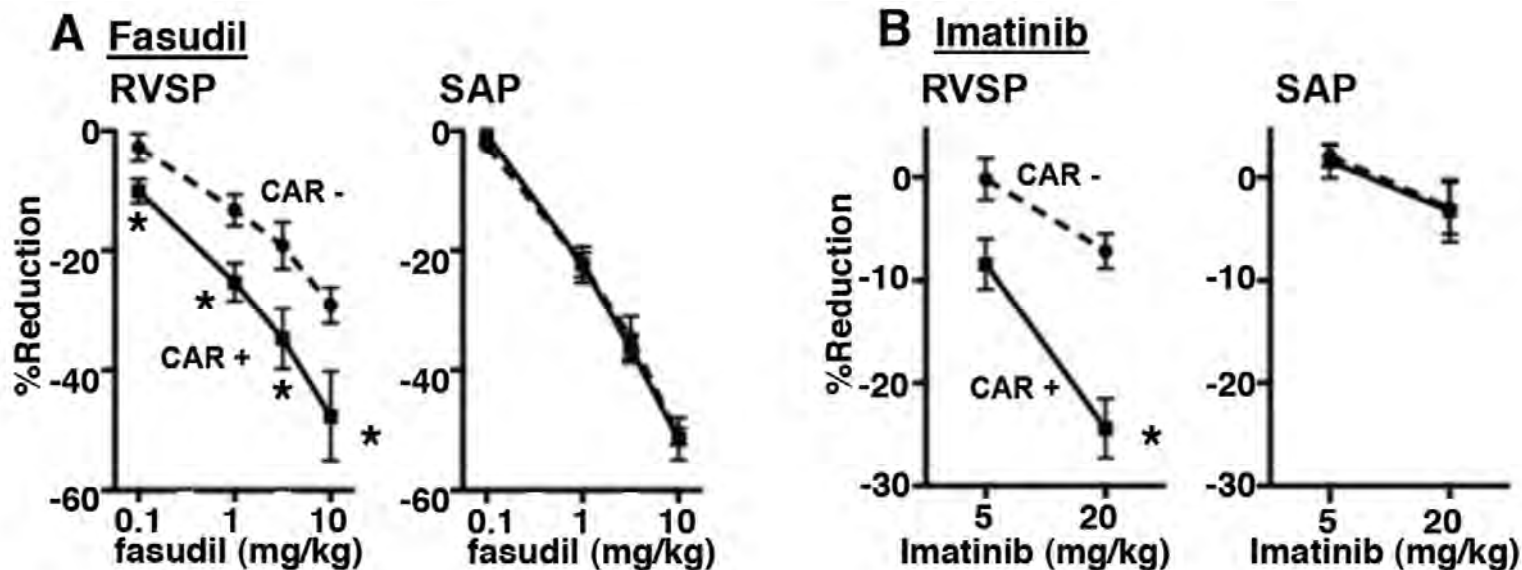 A Fasudil
RVSP
%Reduction
0
-20
-40
-60
CAR -
CAR +
*
*
*
*
0.1 1 10
fasudil (mg/kg)
SAP
0
-20
-40
-60
0.1 1 10
fasudil (mg/kg)
B Imatinib
RVSP
%Reduction
0
-10
-20
-30
CAR -
CAR +
*
5 20
Imatinib (mg/kg)
SAP
0
-10
-20
-30
5 20
Imatinib (mg/kg)